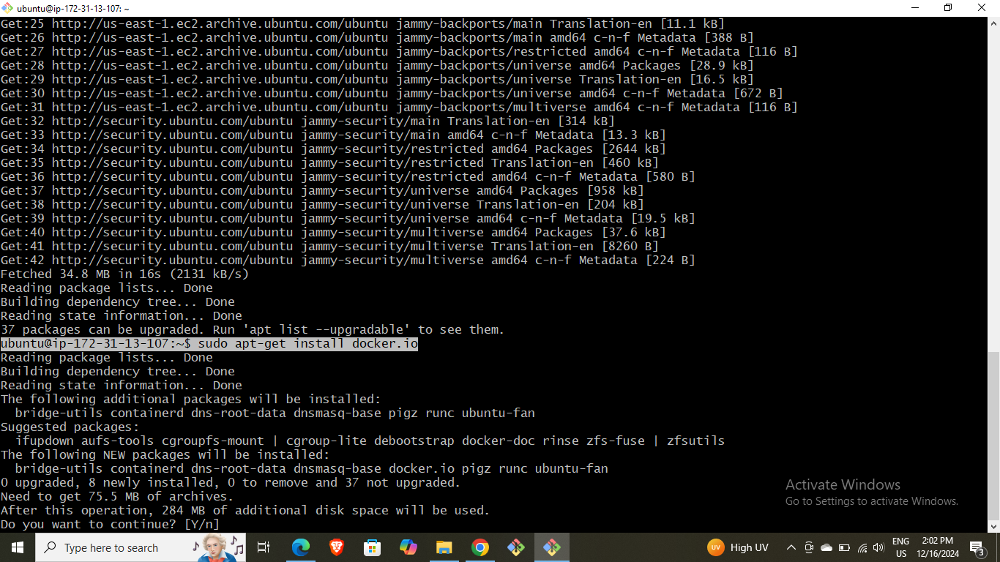 ubuntu@ip-172-31-13-107: ~
Get:25 http://us-east-1.ec2.archive.ubuntu.com/ubuntu jammy-backports/main Translation-en [11.1 kB]
Get:26 http://us-east-1.ec2.archive.ubuntu.com/ubuntu jammy-backports/main amd64 c-n-f Metadata [388 B]
Get:27 http://us-east-1.ec2.archive.ubuntu.com/ubuntu jammy-backports/restricted amd64 c-n-f Metadata [116 B]
Get:28 http://us-east-1.ec2.archive.ubuntu.com/ubuntu jammy-backports/universe amd64 Packages [28.9 kB]
Get:29 http://us-east-1.ec2.archive.ubuntu.com/ubuntu jammy-backports/universe Translation-en [16.5 kB]
Get:30 http://us-east-1.ec2.archive.ubuntu.com/ubuntu jammy-backports/universe amd64 c-n-f Metadata [672 B]
Get:31 http://us-east-1.ec2.archive.ubuntu.com/ubuntu jammy-backports/multiverse amd64 c-n-f Metadata [116 B]
Get:32 http://security.ubuntu.com/ubuntu jammy-security/main Translation-en [314 kB]
Get:33 http://security.ubuntu.com/ubuntu jammy-security/main amd64 c-n-f Metadata [13.3 kB]
Get:34 http://security.ubuntu.com/ubuntu jammy-security/restricted amd64 Packages [2644 kB]
Get:35 http://security.ubuntu.com/ubuntu jammy-security/restricted Translation-en [460 kB]
Get:36 http://security.ubuntu.com/ubuntu jammy-security/restricted amd64 c-n-f Metadata [580 B]
Get:37 http://security.ubuntu.com/ubuntu jammy-security/universe amd64 Packages [958 kB]
Get:38 http://security.ubuntu.com/ubuntu jammy-security/universe Translation-en [204 kB]
Get:39 http://security.ubuntu.com/ubuntu jammy-security/universe amd64 c-n-f Metadata [19.5 kB]
Get:40 http://security.ubuntu.com/ubuntu jammy-security/multiverse amd64 Packages [37.6 kB]
Get:41 http://security.ubuntu.com/ubuntu jammy-security/multiverse Translation-en [8260 B]
Get:42 http://security.ubuntu.com/ubuntu jammy-security/multiverse amd64 c-n-f Metadata [224 B]
Fetched 34.8 MB in 16s (2131 kB/s)
Reading package lists... Done
Building dependency tree... Done
Reading state information... Done
37 packages can be upgraded. Run 'apt list --upgradable' to see them.
ubuntu@ip-172-31-13-107:~$ sudo apt-get install docker.io
Reading package lists... Done
Building dependency tree... Done
Reading state information... Done
The following additional packages will be installed:
  bridge-utils containerd dns-root-data dnsmasq-base pigz runc ubuntu-fan
Suggested packages:
  ifupdown aufs-tools cgroupfs-mount | cgroup-lite debootstrap docker-doc rinse zfs-fuse | zfsutils
The following NEW packages will be installed:
  bridge-utils containerd dns-root-data dnsmasq-base docker.io pigz runc ubuntu-fan
0 upgraded, 8 newly installed, 0 to remove and 37 not upgraded.
Need to get 75.5 MB of archives.
After this operation, 284 MB of additional disk space will be used.
Do you want to continue? [Y/n]
Activate Windows
Go to Settings to activate Windows.
Type here to search
UV
High UV
ENG
US
2:02 PM
12/16/2024
3